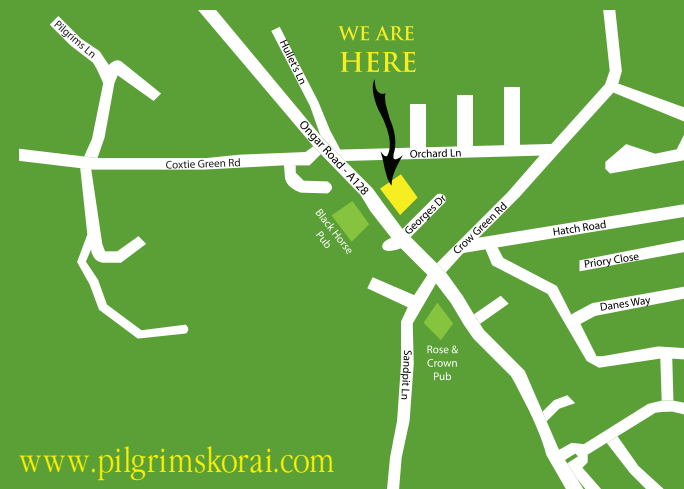 Pilgrims Ln
Hullet's Ln
WE ARE
HERE
Ongar Road - A128
Coxtie Green Rd
Orchard Ln
Georges Dr
Black Horse
Pub
Crow Green Rd
Hatch Road
Priory Close
Danes Way
Rose &
Crown
Pub
Sandpit Ln
www.pilgrimskorai.com